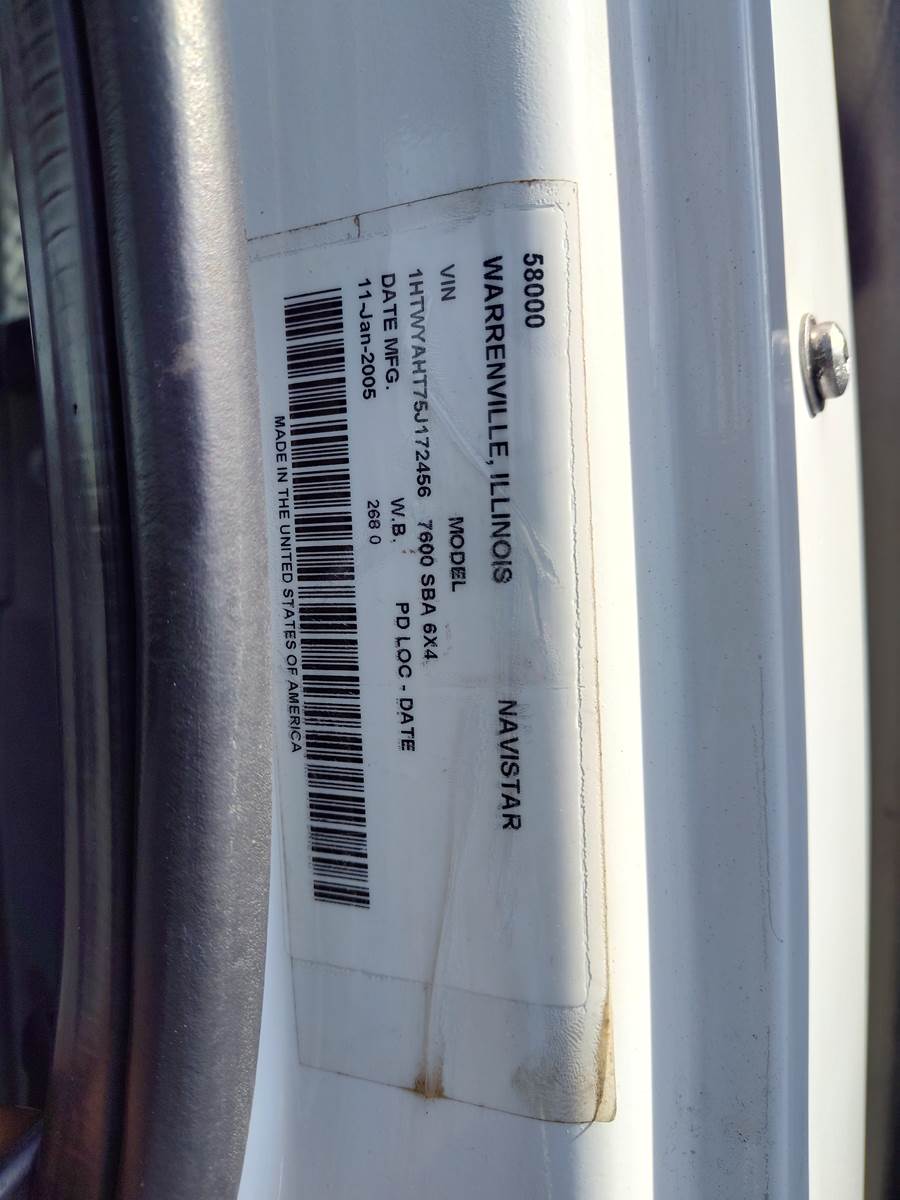 58000
WARRENVILLE, ILLINOIS NAVISTAR
VIN MODEL
1HTWYAHT75J172456 7600 SBA 6X4
DATE MFG. W.B. PD LOC - DATE
11-Jan-2005 268 0
MADE IN THE UNITED STATES OF AMERICA